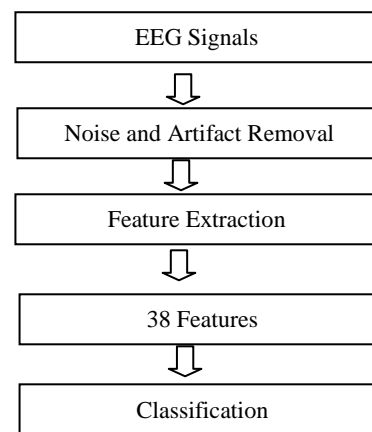 EEG Signals
Noise and Artifact Removal
Feature Extraction
38 Features
Classification